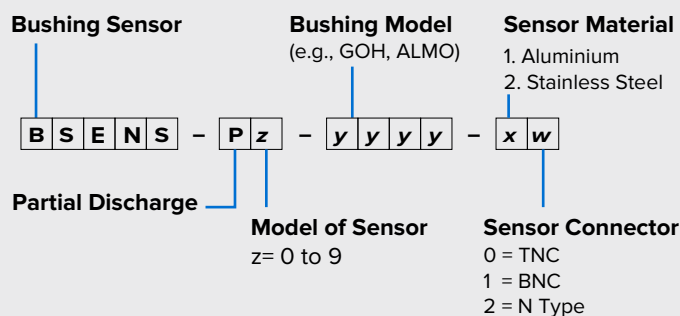 Bushing Sensor
Bushing Model
(e.g., GOH, ALMO)
Sensor Material
1. Aluminium
2. Stainless Steel
B S E N S – P z – y y y y – x w
Partial Discharge
Model of Sensor
z= 0 to 9
Sensor Connector
0 = TNC
1 = BNC
2 = N Type